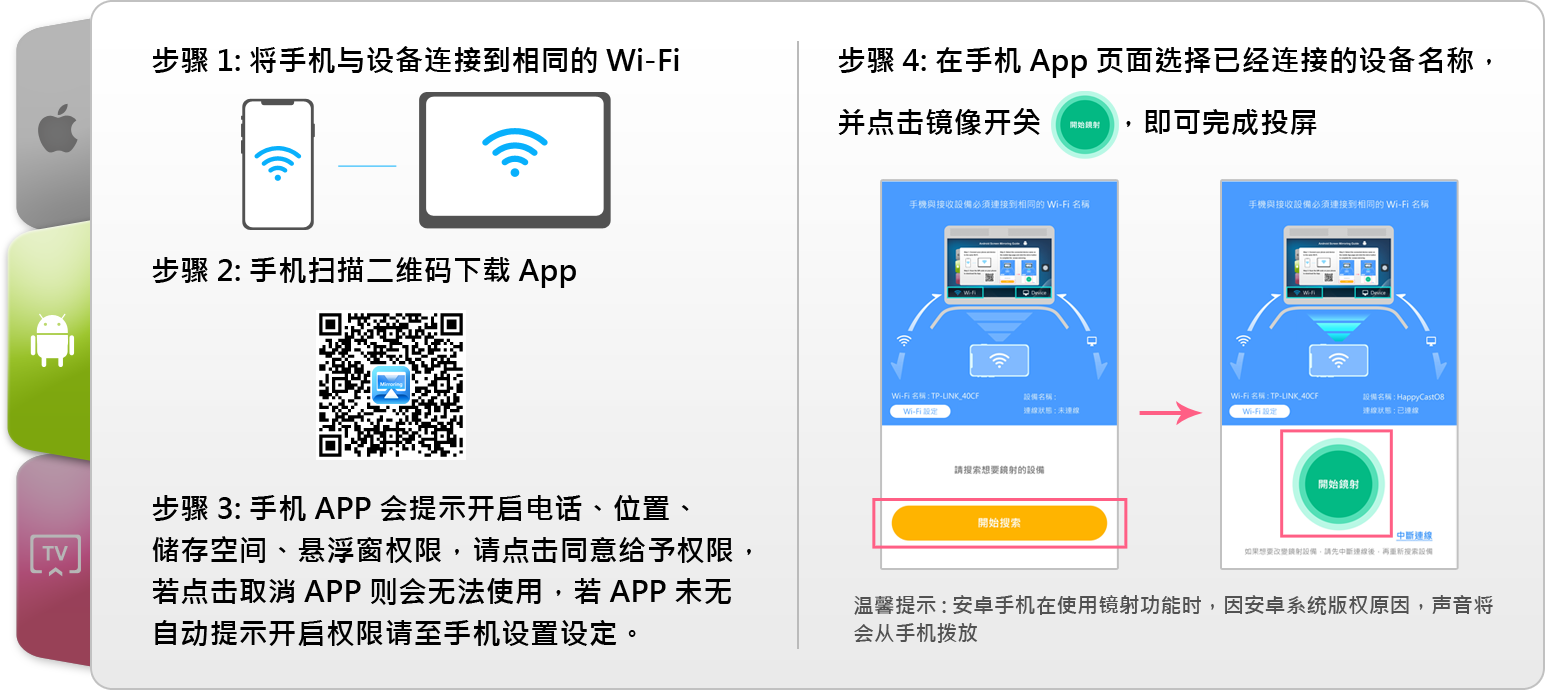 步骤 1: 将手机与设备连接到相同的 Wi-Fi
步骤 2: 手机扫描二维码下载 App
Mirroring
步骤 3: 手机 APP 会提示开启电话、位置、
储存空间、悬浮窗权限，请点击同意给予权限，
若点击取消 APP 则会无法使用，若 APP 未无
自动提示开启权限请至手机设置设定。
TV
步骤 4: 在手机 App 页面选择已经连接的设备名称，
并点击镜像开关 開始鏡射 ，即可完成投屏
手機與接收設備必須連接到相同的 Wi-Fi 名稱
Android Screen Mirroring Guide
Wi-Fi
Device
Wi-Fi 名稱 : TP-LINK_40CF
設備名稱 :
Wi-Fi 設定
連線狀態 : 未連線
請搜索想要鏡射的設備
開始搜索
手機與接收設備必須連接到相同的 Wi-Fi 名稱
Android Screen Mirroring Guide
Wi-Fi
Device
Wi-Fi 名稱 : TP-LINK_40CF
設備名稱 : HappyCastO8
Wi-Fi 設定
連線狀態 : 已連線
開始鏡射
中斷連線
如果想要改變鏡射設備，請先中斷連線後，再重新搜索設備
温馨提示 : 安卓手机在使用镜射功能时，因安卓系统版权原因，声音将
会从手机拨放